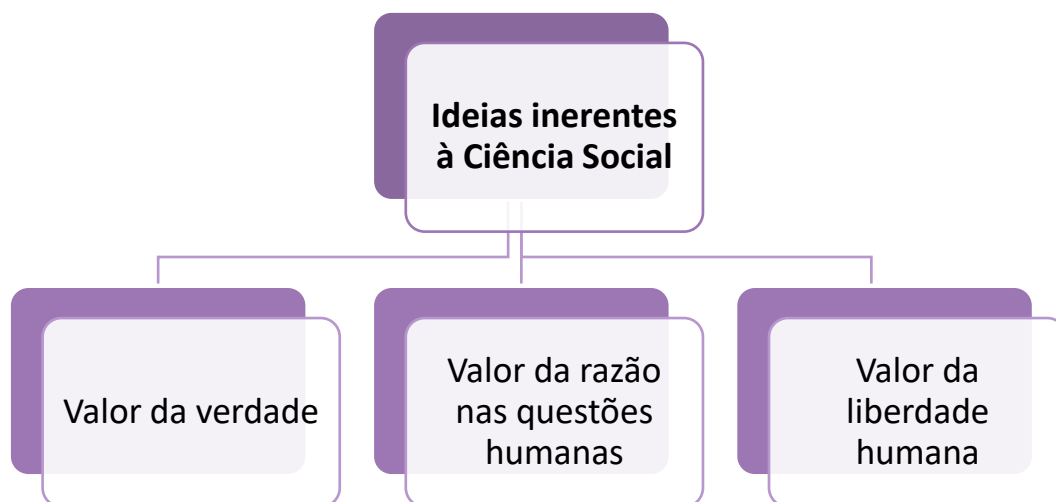 Ideias inerentes
à Ciência Social
Valor da verdade
Valor da razão
nas questões
humanas
Valor da
liberdade
humana